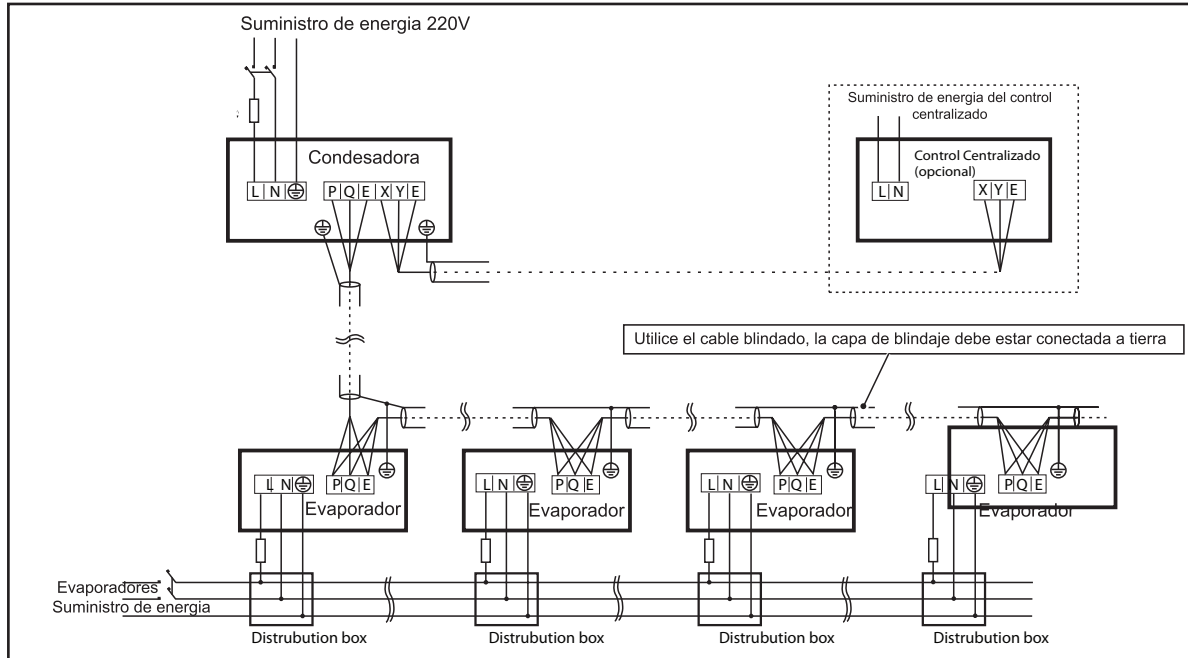 Suministro de energia 220V
Suministro de energia del control
centralizado
Condesadora
Control Centralizado
(opcional)
L N
P Q E X Y E
L N
X Y E
Utilice el cable blindado, la capa de blindaje debe estar conectada a tierra
L N
P Q E
Evaporador
L N
P Q E
Evaporador
L N
P Q E
Evaporador
L N
P Q E
Evaporador
Evaporadores
Suministro de energia
Distrubution box
Distrubution box
Distrubution box
Distrubution box